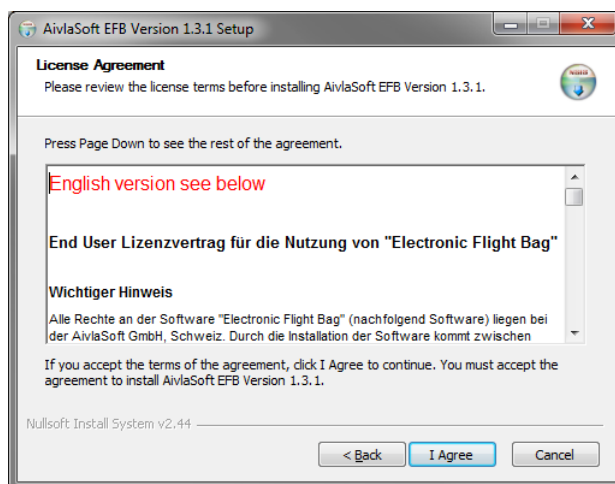 AivlaSoft EFB Version 1.3.1 Setup
License Agreement
Please review the license terms before installing AivlaSoft EFB Version 1.3.1.
Press Page Down to see the rest of the agreement.
English version see below
End User Lizenzvertrag für die Nutzung von "Electronic Flight Bag"
Wichtiger Hinweis
Alle Rechte an der Software "Electronic Flight Bag" (nachfolgend Software) liegen bei
der AivlaSoft GmbH, Schweiz. Durch die Installation der Software kommt zwischen
If you accept the terms of the agreement, click I Agree to continue. You must accept the
agreement to install AivlaSoft EFB Version 1.3.1.
Nullsoft Install System v2.44
< Back
I Agree
Cancel